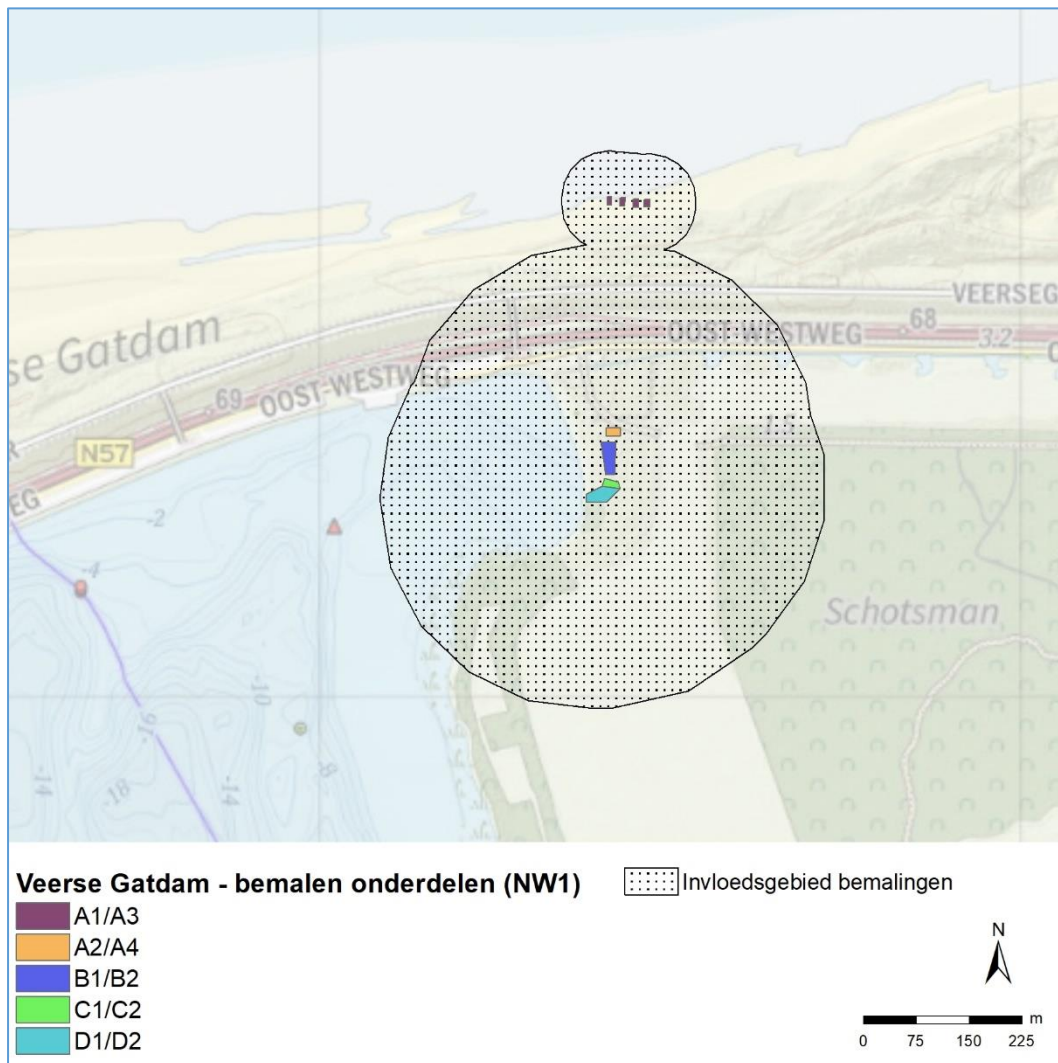 VEERSEG
OOST-WESTWEG
68
3.2
se Gatdam
OOST-WESTWEG
69
1.5
N57
EG
-2
-4
Schotsman
-10
-16
-8
-14
-18
-14
Veerse Gatdam - bemalen onderdelen (NW1)
Invloedsgebied bemalingen
A1/A3
A2/A4
B1/B2
C1/C2
D1/D2
N
m
0 75 150 225